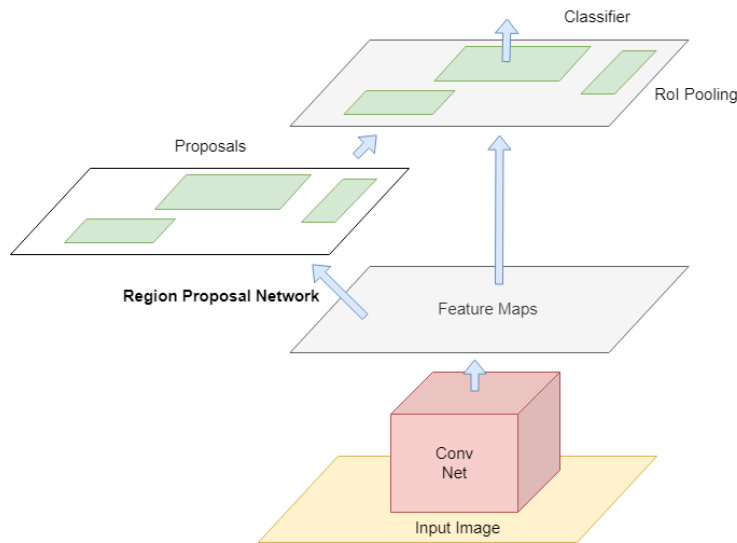 Classifier
RoI Pooling
Proposals
Region Proposal Network
Feature Maps
Conv
Net
Input Image